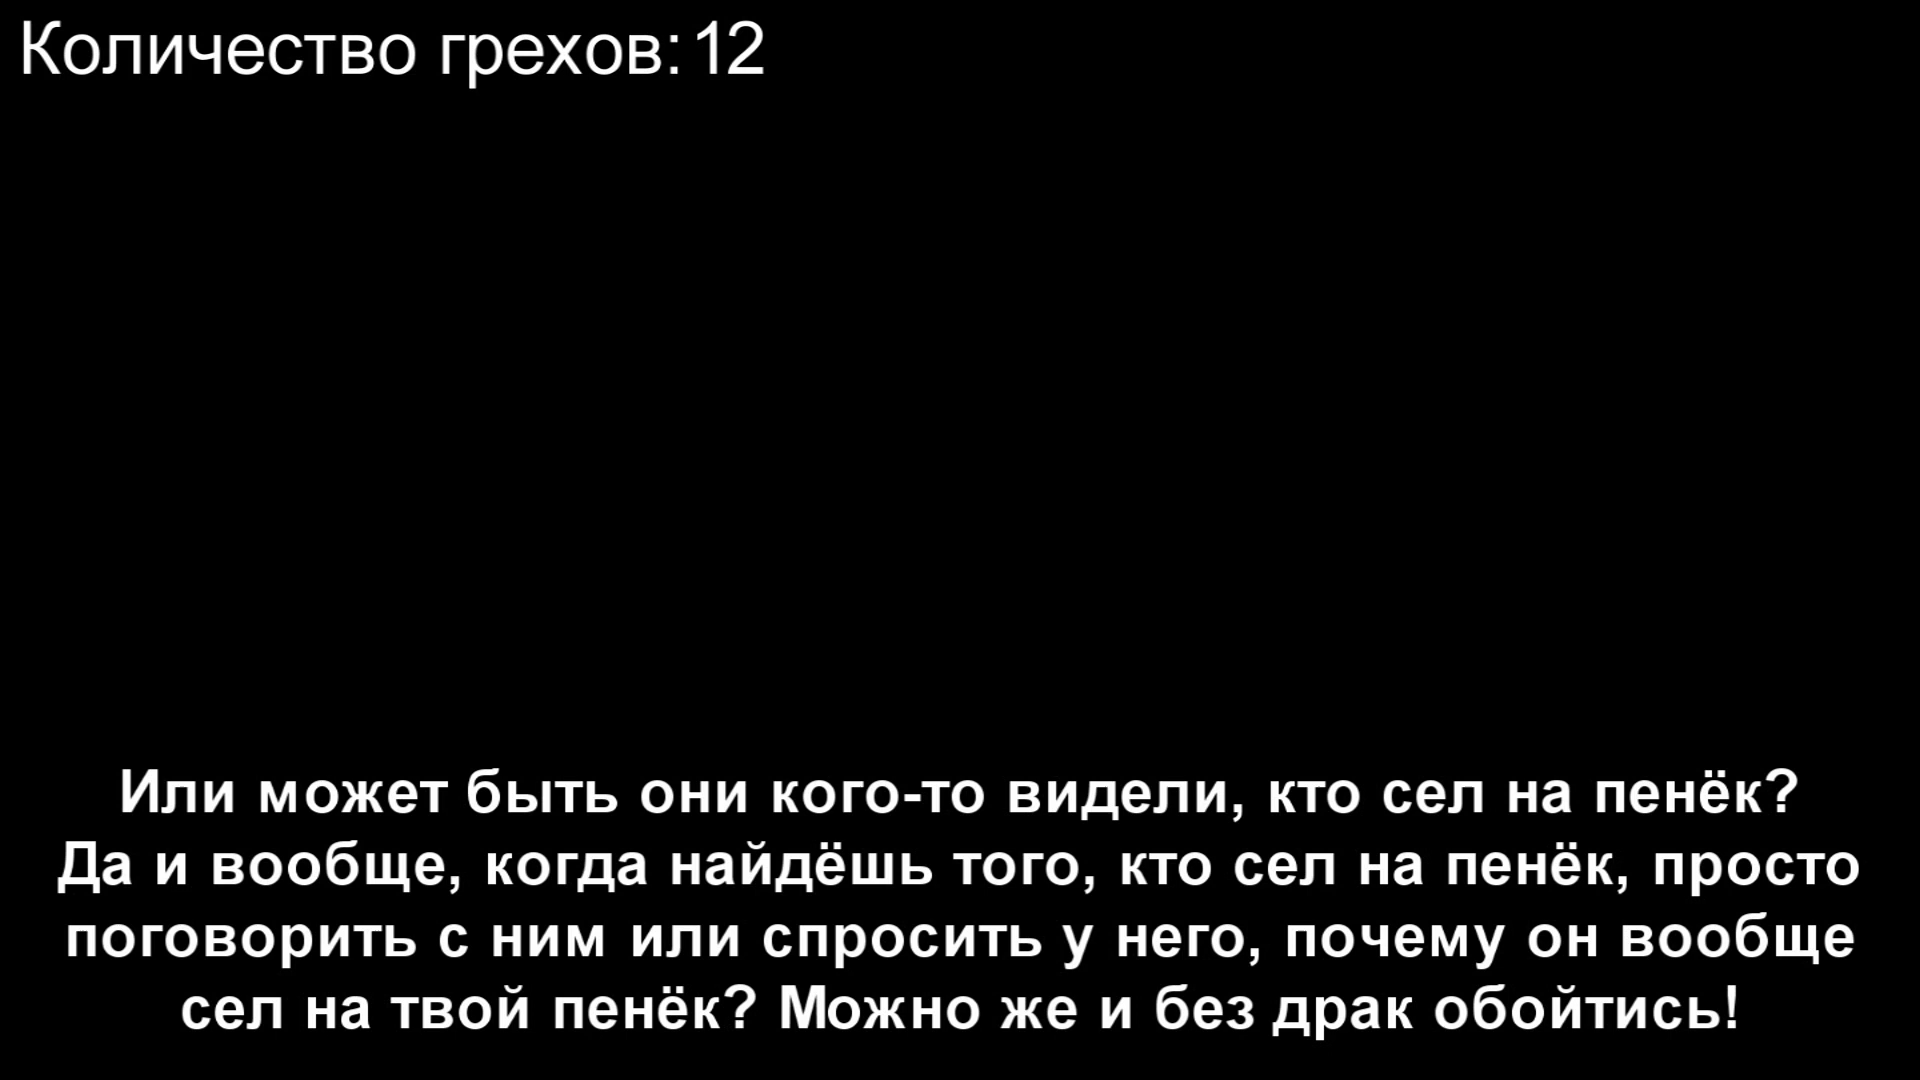 Количество грехов:12
Или может быть они кого-то видели, кто сел на пенёк?
Да и вообще, когда найдёшь того, кто сел на пенёк, просто
поговорить с ним или спросить у него, почему он вообще
сел на твой пенёк? Можно же и без драк обойтись!